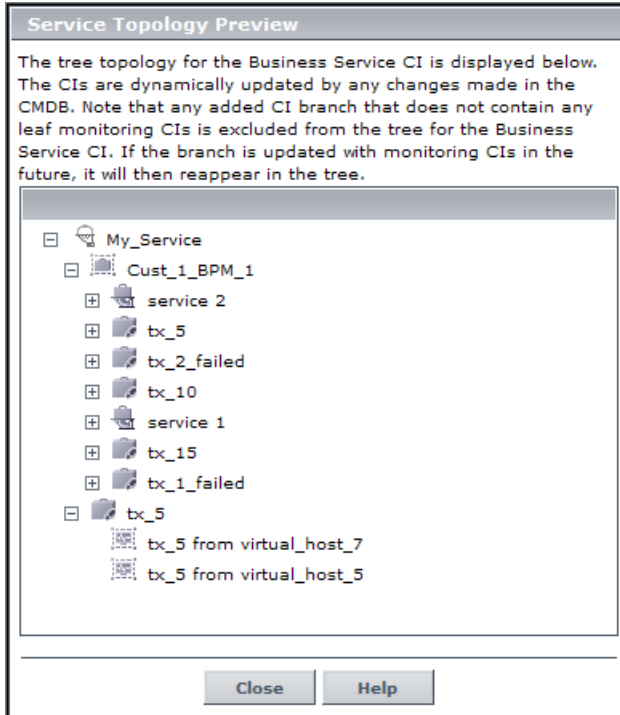 Service Topology Preview
The tree topology for the Business Service CI is displayed below.
The CIs are dynamically updated by any changes made in the
CMDB. Note that any added CI branch that does not contain any
leaf monitoring CIs is excluded from the tree for the Business
Service CI. If the branch is updated with monitoring CIs in the
future, it will then reappear in the tree.
My_Service
Cust_1_BPM_1
service 2
tx_5
tx_2_failed
tx_10
service 1
tx_15
tx_1_failed
tx_5
tx_5 from virtual_host_7
tx_5 from virtual_host_5
Close Help